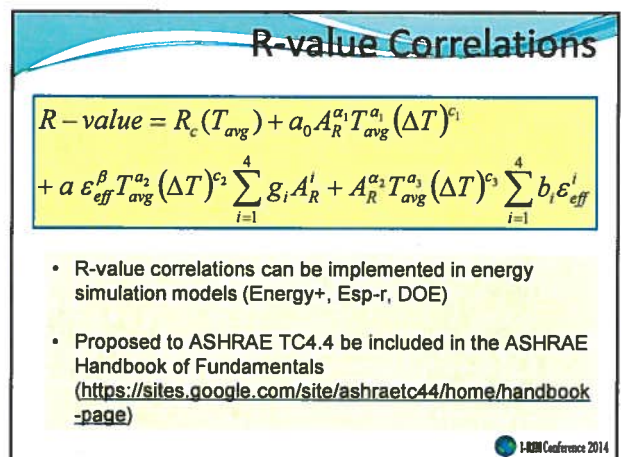 R-value Correlations
R − value = R_c(T_avg) + a_0 A_R^{α_1} T_avg^{a_1} (ΔT)^{c_1}
+ a ε_eff^β T_avg^{a_2} (ΔT)^{c_2} ∑_{i=1}^{4} g_i A_R^i + A_R^{α_2} T_avg^{a_3} (ΔT)^{c_3} ∑_{i=1}^{4} b_i ε_eff^i
• R-value correlations can be implemented in energy
simulation models (Energy+, Esp-r, DOE)
• Proposed to ASHRAE TC4.4 be included in the ASHRAE
Handbook of Fundamentals
(https://sites.google.com/site/ashraetc44/home/handbook
-page)
Conference 2014